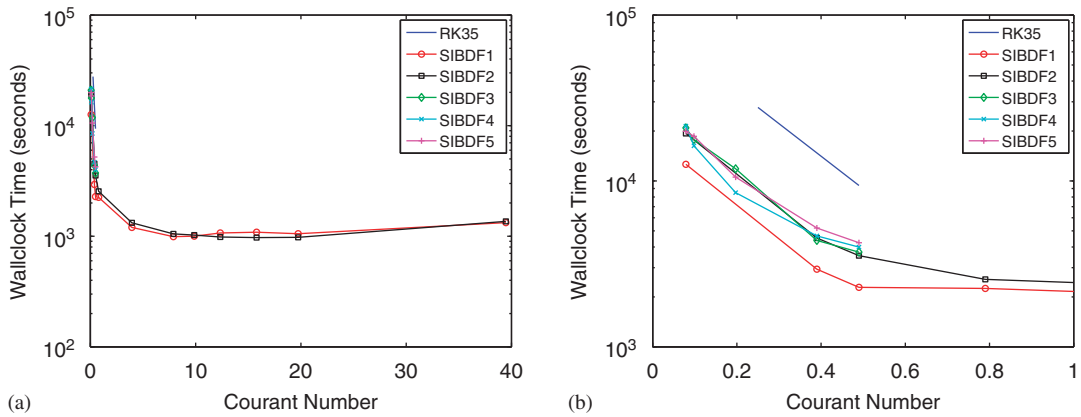 10^5
10^4
10^3
10^2
Wallclock Time (seconds)
RK35
SIBDF1
SIBDF2
SIBDF3
SIBDF4
SIBDF5
0 10 20 30 40
Courant Number
(a)
10^5
10^4
10^3
Wallclock Time (seconds)
RK35
SIBDF1
SIBDF2
SIBDF3
SIBDF4
SIBDF5
0 0.2 0.4 0.6 0.8 1
Courant Number
(b)